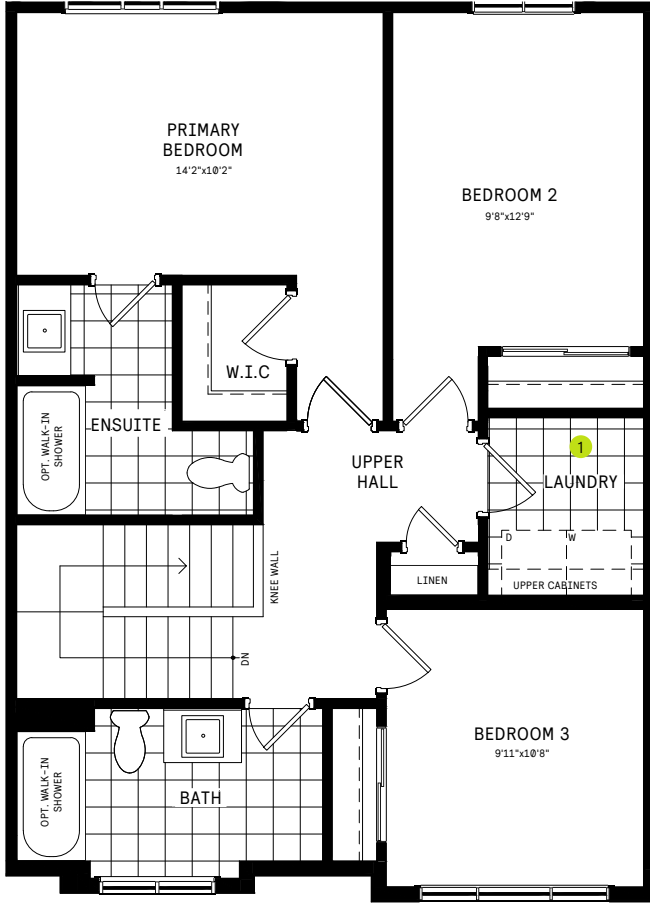 PRIMARY
BEDROOM
14'2"x10'2"
BEDROOM 2
9'8"x12'9"
W.I.C
ENSUITE
OPT. WALK-IN
SHOWER
UPPER
HALL
1
LAUNDRY
D
W
UPPER CABINETS
LINEN
KNEE WALL
DN
BEDROOM 3
9'11"x10'8"
BATH
OPT. WALK-IN
SHOWER